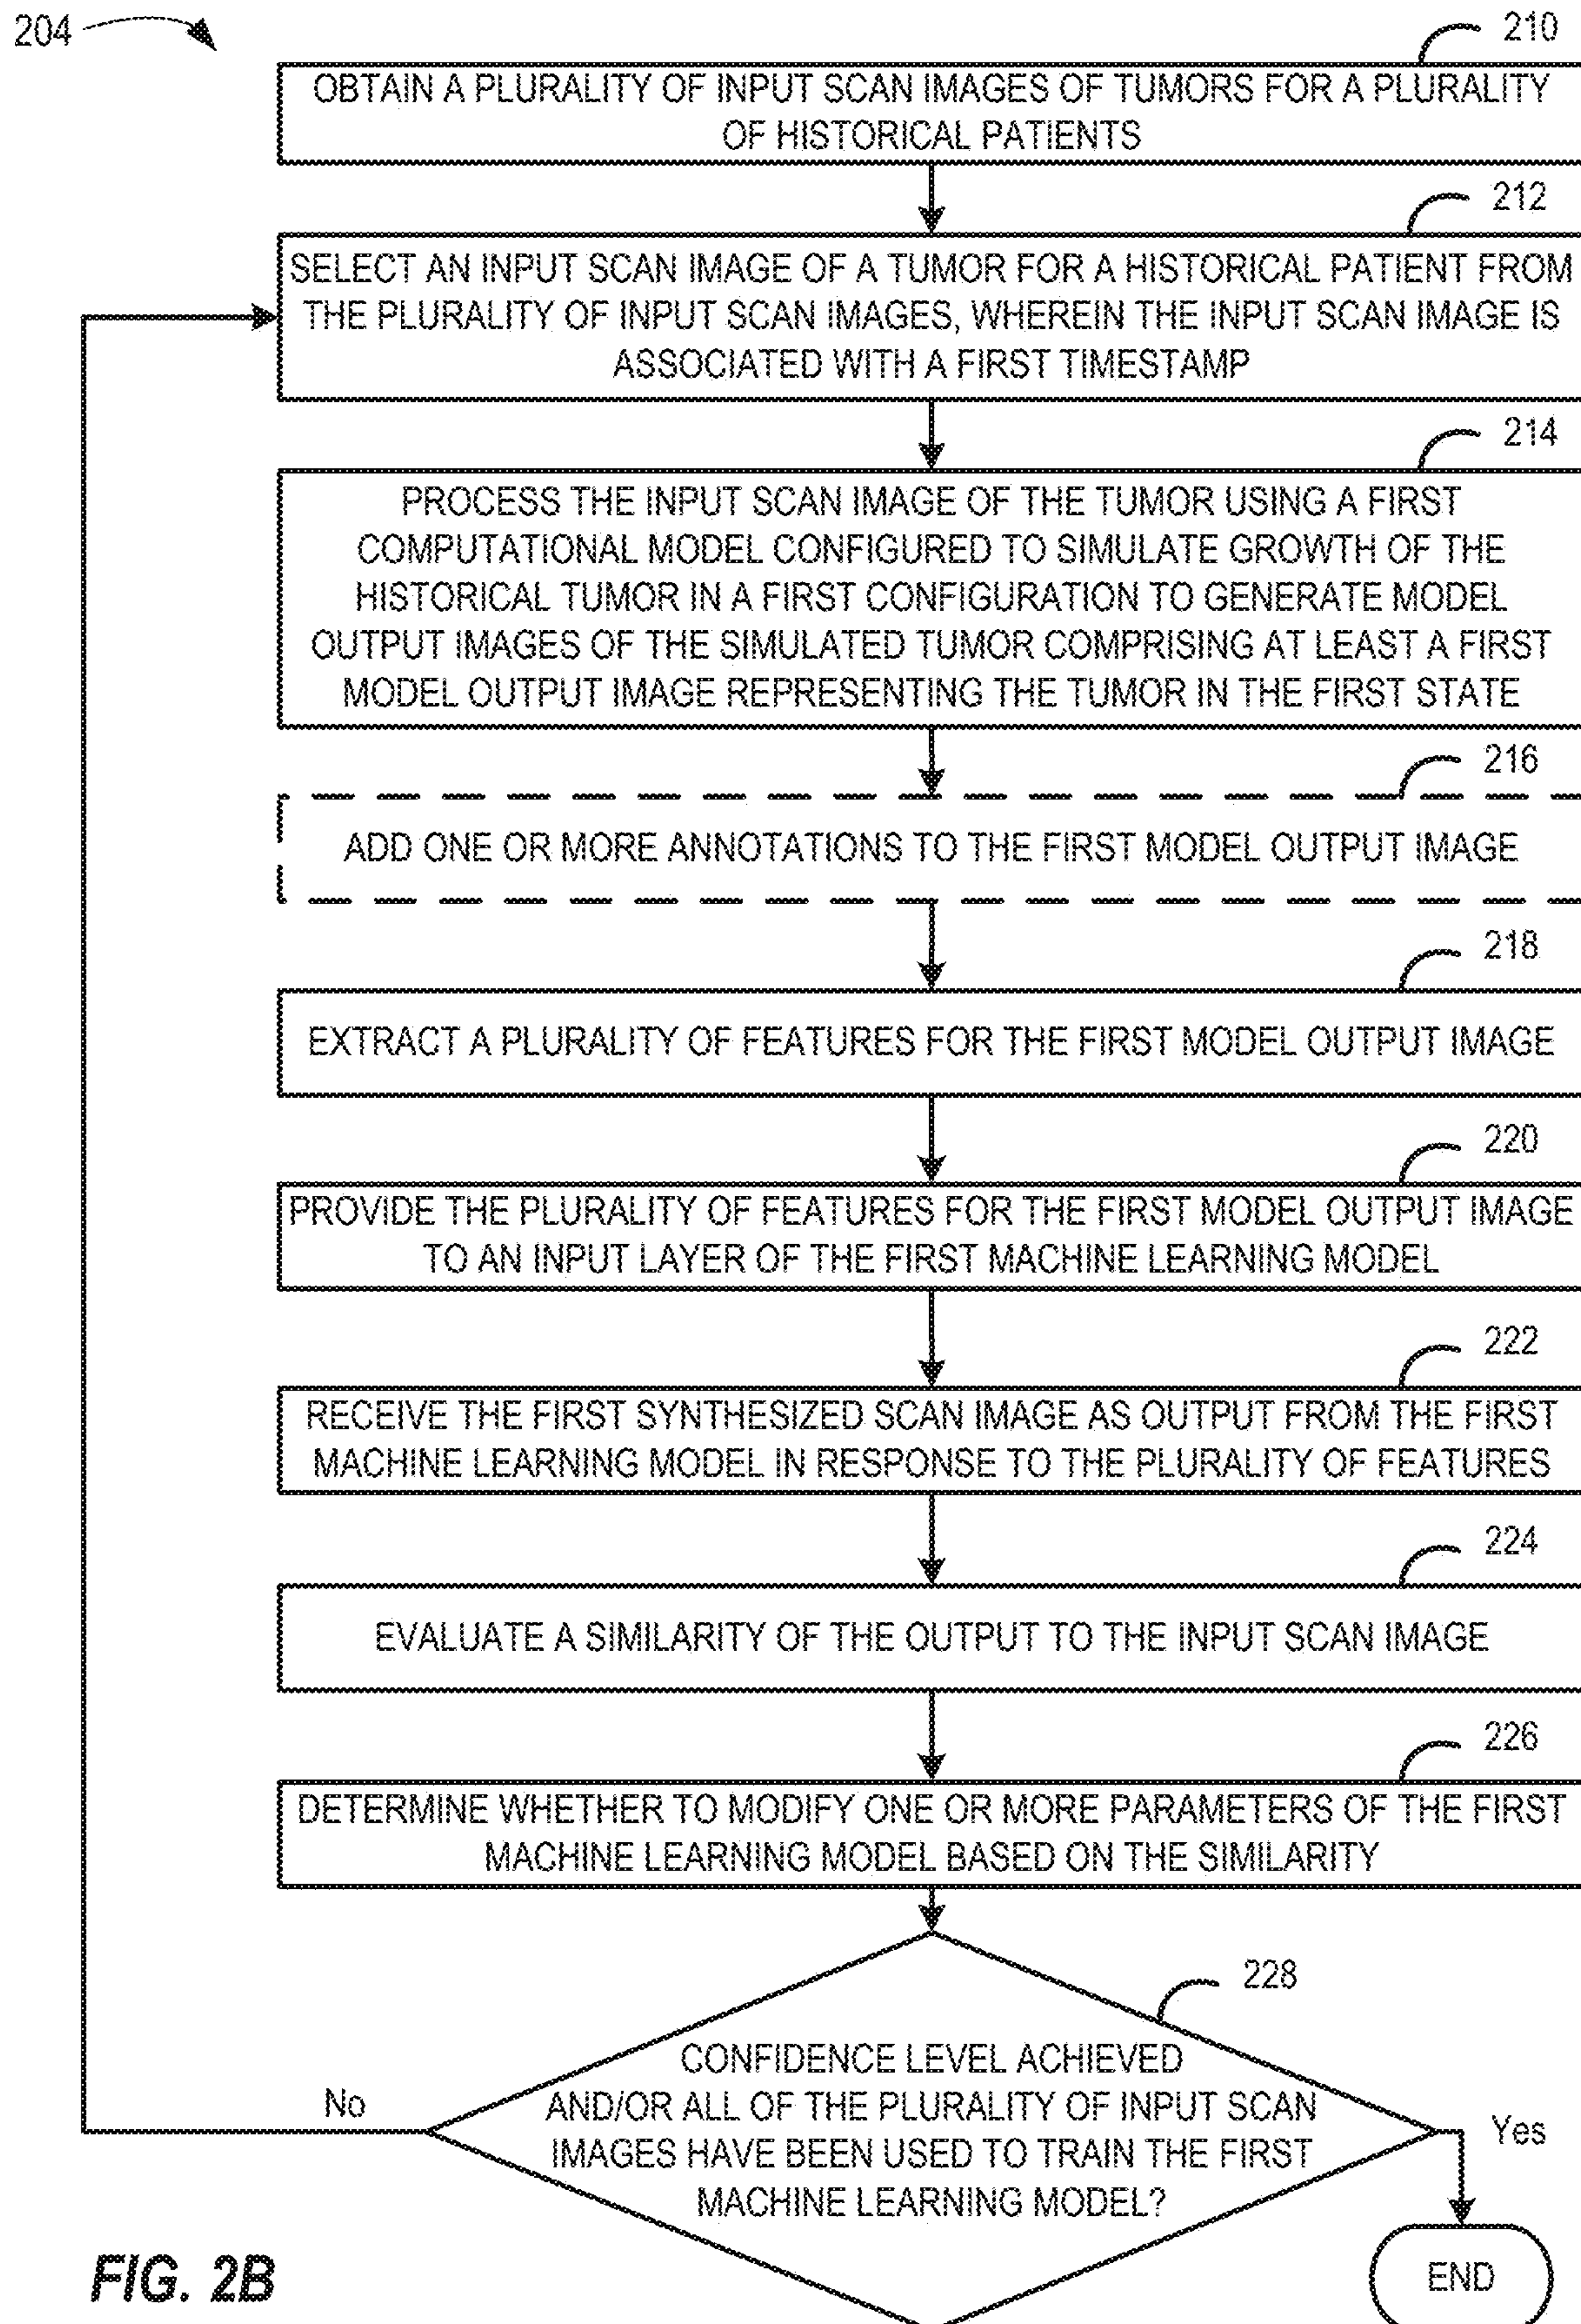 204
210
OBTAIN A PLURALITY OF INPUT SCAN IMAGES OF TUMORS FOR A PLURALITY
OF HISTORICAL PATIENTS
212
SELECT AN INPUT SCAN IMAGE OF A TUMOR FOR A HISTORICAL PATIENT FROM
THE PLURALITY OF INPUT SCAN IMAGES, WHEREIN THE INPUT SCAN IMAGE IS
ASSOCIATED WITH A FIRST TIMESTAMP
214
PROCESS THE INPUT SCAN IMAGE OF THE TUMOR USING A FIRST
COMPUTATIONAL MODEL CONFIGURED TO SIMULATE GROWTH OF THE
HISTORICAL TUMOR IN A FIRST CONFIGURATION TO GENERATE MODEL
OUTPUT IMAGES OF THE SIMULATED TUMOR COMPRISING AT LEAST A FIRST
MODEL OUTPUT IMAGE REPRESENTING THE TUMOR IN THE FIRST STATE
216
ADD ONE OR MORE ANNOTATIONS TO THE FIRST MODEL OUTPUT IMAGE
218
EXTRACT A PLURALITY OF FEATURES FOR THE FIRST MODEL OUTPUT IMAGE
220
PROVIDE THE PLURALITY OF FEATURES FOR THE FIRST MODEL OUTPUT IMAGE
TO AN INPUT LAYER OF THE FIRST MACHINE LEARNING MODEL
222
RECEIVE THE FIRST SYNTHESIZED SCAN IMAGE AS OUTPUT FROM THE FIRST
MACHINE LEARNING MODEL IN RESPONSE TO THE PLURALITY OF FEATURES
224
EVALUATE A SIMILARITY OF THE OUTPUT TO THE INPUT SCAN IMAGE
226
DETERMINE WHETHER TO MODIFY ONE OR MORE PARAMETERS OF THE FIRST
MACHINE LEARNING MODEL BASED ON THE SIMILARITY
228
CONFIDENCE LEVEL ACHIEVED
AND/OR ALL OF THE PLURALITY OF INPUT SCAN
IMAGES HAVE BEEN USED TO TRAIN THE FIRST
MACHINE LEARNING MODEL?
No
Yes
END
FIG. 2B